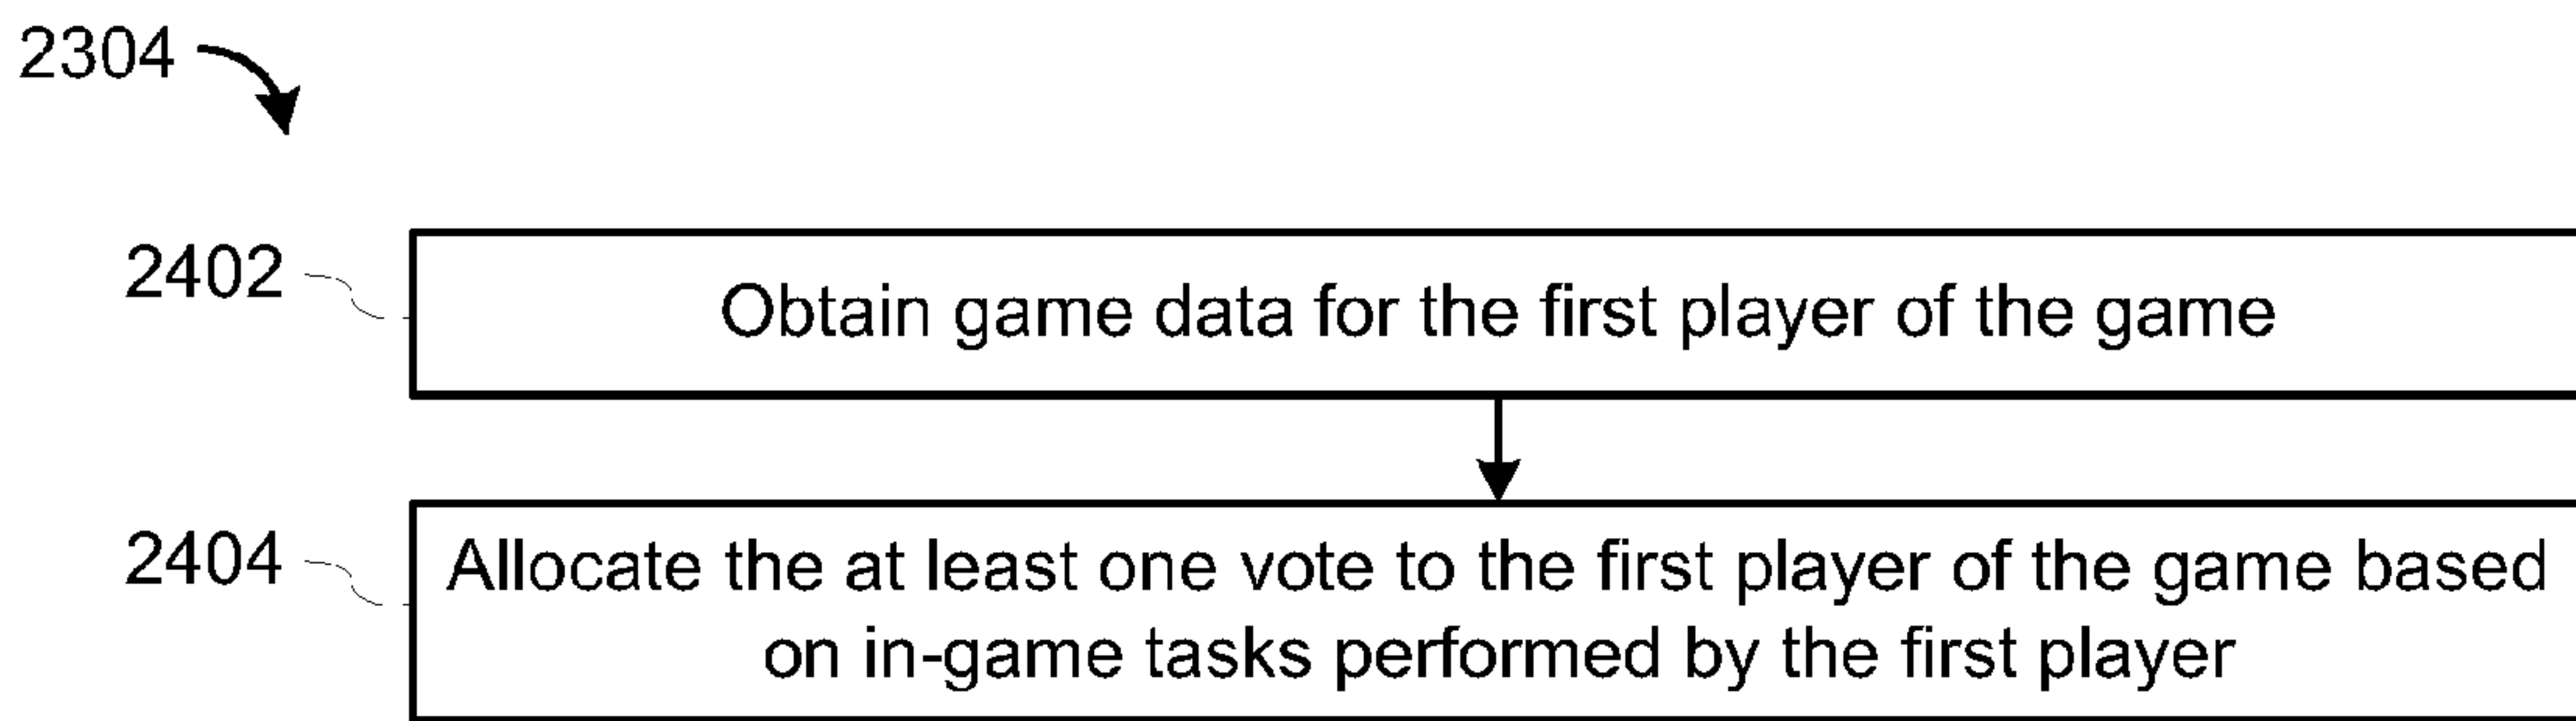 2304
2402
Obtain game data for the first player of the game
2404
Allocate the at least one vote to the first player of the game based
on in-game tasks performed by the first player